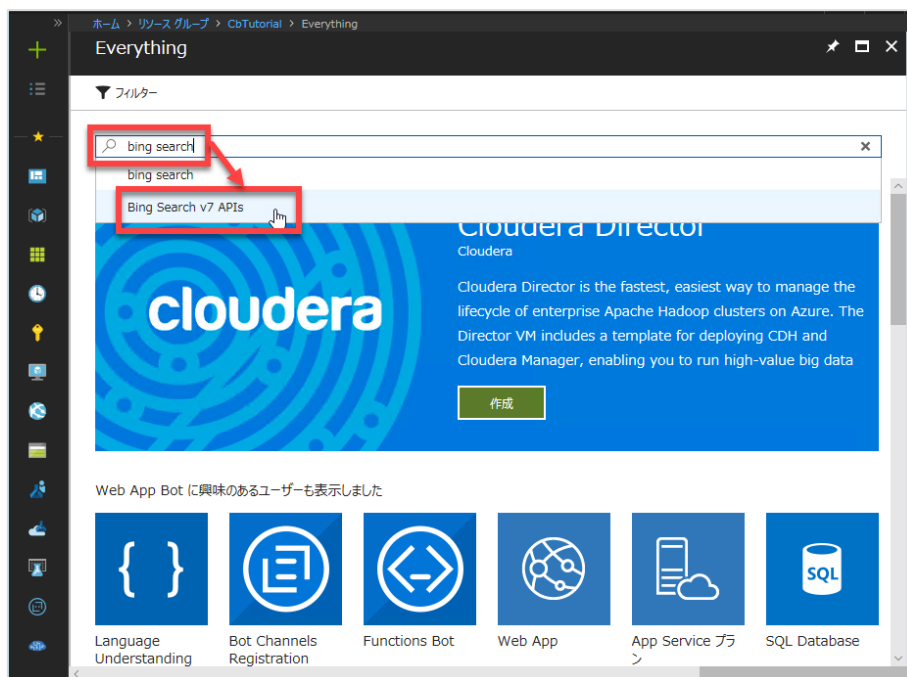 ホーム > リソース グループ > CbTutorial > Everything
Everything
フィルター
bing search
bing search
Bing Search v7 APIs
Cloudera Director
Cloudera
cloudera
Cloudera Director is the fastest, easiest way to manage the
lifecycle of enterprise Apache Hadoop clusters on Azure. The
Director VM includes a template for deploying CDH and
Cloudera Manager, enabling you to run high-value big data
作成
Web App Bot に興味のあるユーザーも表示しました
SQL
Language
Understanding
Bot Channels
Registration
Functions Bot
Web App
App Service プラ
ン
SQL Database